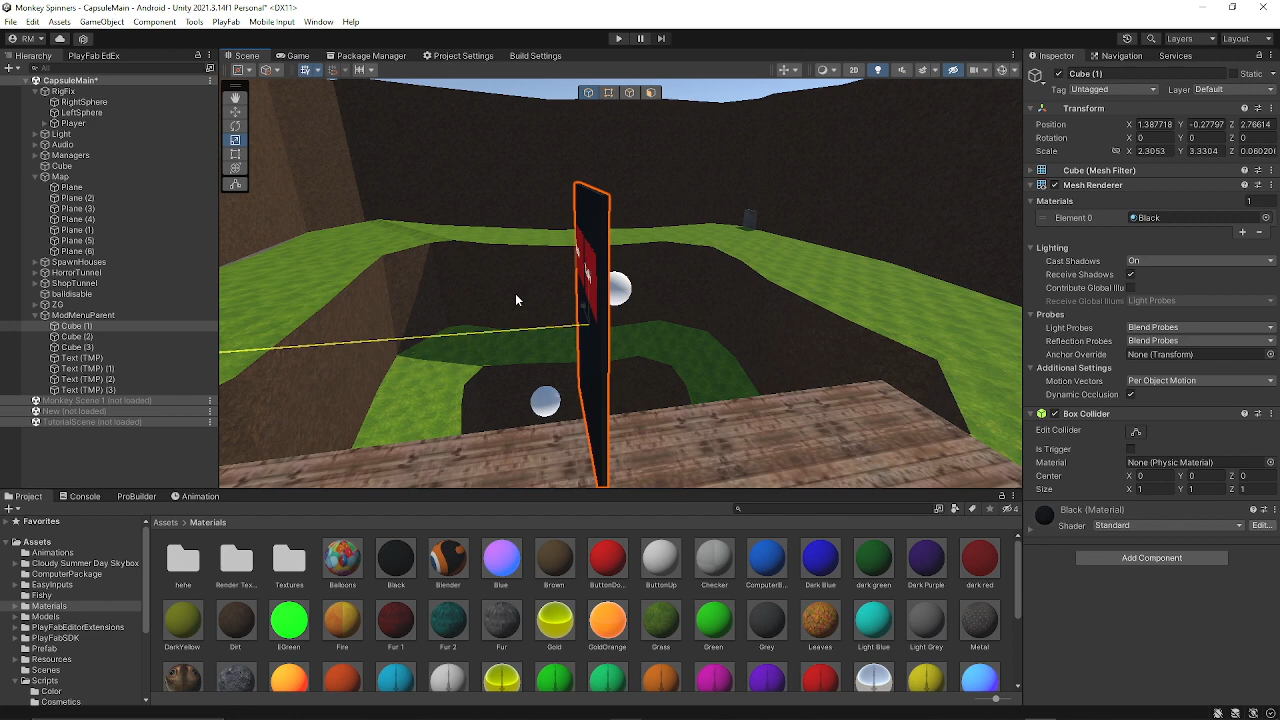 Monkey Spinners - CapsuleMain - Android - Unity 2021.3.14f1 Personal* <DX11>
File Edit Assets GameObject Component Tools PlayFab Mobile Input Window Help
RM Layers Layout
Hierarchy PlayFab EdEx Scene Game Package Manager Project Settings Build Settings Inspector Navigation Services
All
2D
CapsuleMain*
RigFix
RightSphere
LeftSphere
Player
Light
Audio
Managers
Cube
Map
Plane
Plane (2)
Plane (3)
Plane (4)
Plane (1)
Plane (5)
Plane (6)
SpawnHouses
HorrorTunnel
ShopTunnel
balldisable
ZG
ModMenuParent
Cube (1)
Cube (2)
Cube (3)
Text (TMP)
Text (TMP) (1)
Text (TMP) (2)
Text (TMP) (3)
Monkey Scene 1 (not loaded)
New (not loaded)
TutorialScene (not loaded)
Cube (1) Static
Tag Untagged Layer Default
Transform
Position X 1.387718 Y -0.27797 Z 2.76614
Rotation X 0 Y 0 Z 0
Scale X 2.3053 Y 3.3304 Z 0.06020
Cube (Mesh Filter)
Mesh Renderer
Materials 1
Element 0 Black
Lighting
Cast Shadows On
Receive Shadows
Contribute Global Illu
Receive Global Illum Light Probes
Probes
Light Probes Blend Probes
Reflection Probes Blend Probes
Anchor Override None (Transform)
Additional Settings
Motion Vectors Per Object Motion
Dynamic Occlusion
Box Collider
Edit Collider
Is Trigger
Material None (Physic Material)
Center X 0 Y 0 Z 0
Size X 1 Y 1 Z 1
Black (Material)
Shader Standard Edit...
Add Component
Project Console ProBuilder Animation
4
Favorites
Assets
Animations
Cloudy Summer Day Skybox
ComputerPackage
EasyInputs
Fishy
Materials
Models
PlayFabEditorExtensions
PlayFabSDK
Prefab
Resources
Scenes
Scripts
Color
Cosmetics
Assets > Materials
hehe Render Tex... Textures Balloons Black Blender Blue Brown ButtonDo... ButtonUp Checker ComputerB... Dark Blue dark green Dark Purple dark red
DarkYellow Dirt EGreen Fire Fur 1 Fur 2 Fur Gold GoldOrange Grass Green Grey Leaves Light Blue Light Grey Metal